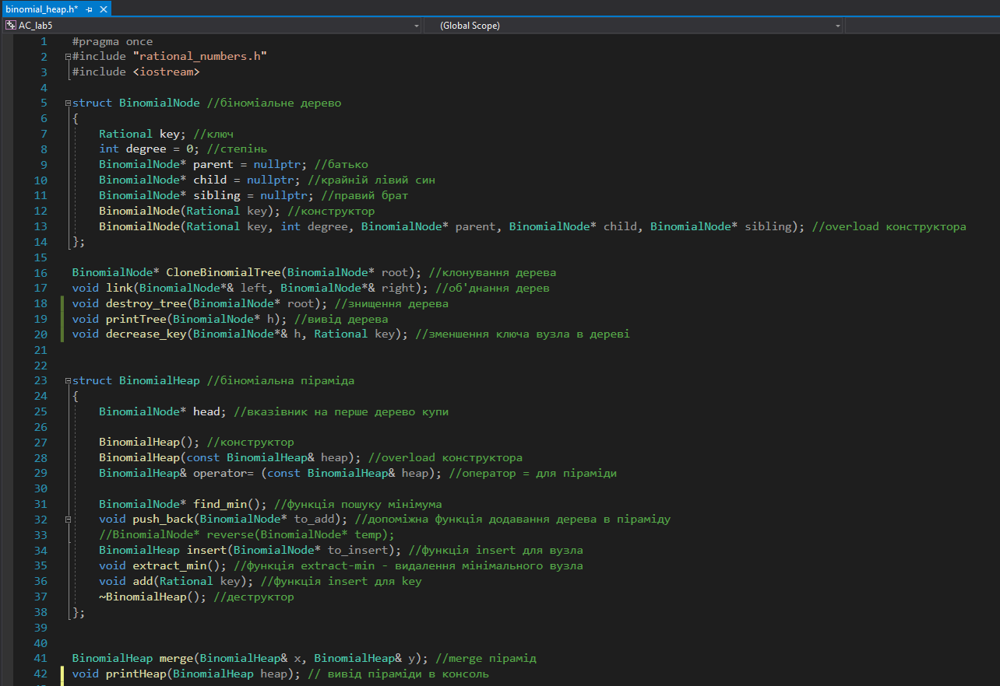 binomial_heap.h*
AC_lab5 (Global Scope)
1 #pragma once
2 #include "rational_numbers.h"
3 #include <iostream>
4
5 struct BinomialNode //біноміальне дерево
6 {
7 Rational key; //ключ
8 int degree = 0; //степінь
9 BinomialNode* parent = nullptr; //батько
10 BinomialNode* child = nullptr; //крайній лівий син
11 BinomialNode* sibling = nullptr; //правий брат
12 BinomialNode(Rational key); //конструктор
13 BinomialNode(Rational key, int degree, BinomialNode* parent, BinomialNode* child, BinomialNode* sibling); //overload конструктора
14 };
15
16 BinomialNode* CloneBinomialTree(BinomialNode* root); //клонування дерева
17 void link(BinomialNode*& left, BinomialNode*& right); //об'днання дерев
18 void destroy_tree(BinomialNode* root); //знищення дерева
19 void printTree(BinomialNode* h); //вивід дерева
20 void decrease_key(BinomialNode*& h, Rational key); //зменшення ключа вузла в дереві
21
22
23 struct BinomialHeap //біноміальна піраміда
24 {
25 BinomialNode* head; //вказівник на перше дерево купи
26
27 BinomialHeap(); //конструктор
28 BinomialHeap(const BinomialHeap& heap); //overload конструктора
29 BinomialHeap& operator= (const BinomialHeap& heap); //оператор = для піраміди
30
31 BinomialNode* find_min(); //функція пошуку мінімума
32 void push_back(BinomialNode* to_add); //допоміжна функція додавання дерева в піраміду
33 //BinomialNode* reverse(BinomialNode* temp);
34 BinomialHeap insert(BinomialNode* to_insert); //функція insert для вузла
35 void extract_min(); //функція extract-min - видалення мінімального вузла
36 void add(Rational key); //функція insert для key
37 ~BinomialHeap(); //деструктор
38 };
39
40
41 BinomialHeap merge(BinomialHeap& x, BinomialHeap& y); //merge пірамід
42 void printHeap(BinomialHeap heap); // вивід піраміди в консоль